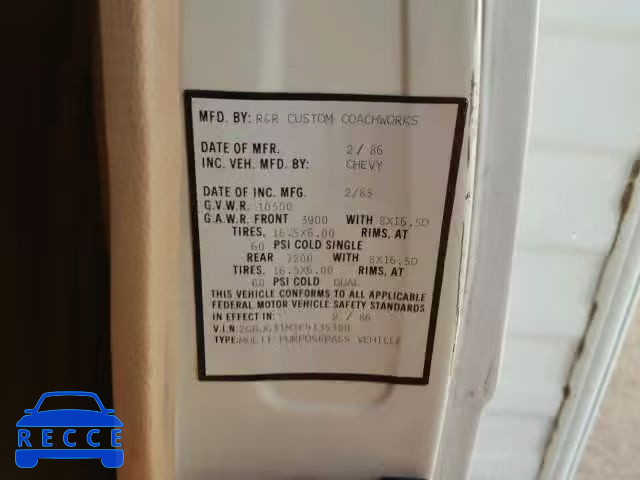 MFD. BY: R&R CUSTOM COACHWORKS
DATE OF MFR. 2/86
INC. VEH. MFD. BY: CHEVY
DATE OF INC. MFG. 2/85
G.V.W.R. 10500
G.A.W.R. FRONT 3900 WITH 8X16.5D
TIRES, 16.5X6.00 RIMS, AT
60 PSI COLD SINGLE
REAR 7200 WITH 8X16.5D
TIRES, 16.5X6.00 RIMS, AT
60 PSI COLD DUAL
THIS VEHICLE CONFORMS TO ALL APPLICABLE
FEDERAL MOTOR VEHICLE SAFETY STANDARDS
IN EFFECT IN: 2/86
V.I.N.
TYPE: MULTI PURPOSE PASS VEHICLE
RECCE